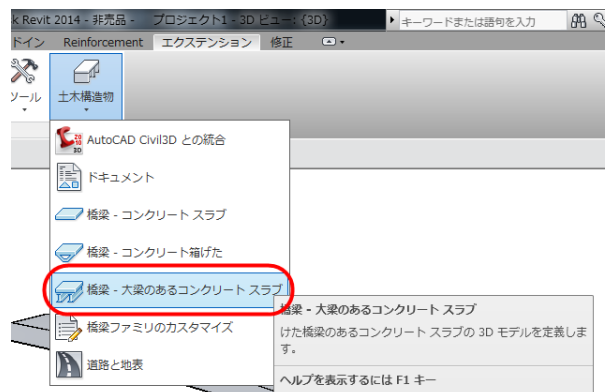 k Revit 2014 - 非売品 - プロジェクト1 - 3D ビュー: {3D} キーワードまたは語句を入力
ドイン Reinforcement エクステンション 修正
ツール 土木構造物
AutoCAD Civil3D との統合
ドキュメント
橋梁 - コンクリート スラブ
橋梁 - コンクリート箱げた
橋梁 - 大梁のあるコンクリート スラブ
橋梁 - 大梁のあるコンクリート スラブ
けた橋梁のあるコンクリート スラブの 3D モデルを定義しま
す。
橋梁ファミリのカスタマイズ
道路と地表
ヘルプを表示するには F1 キー